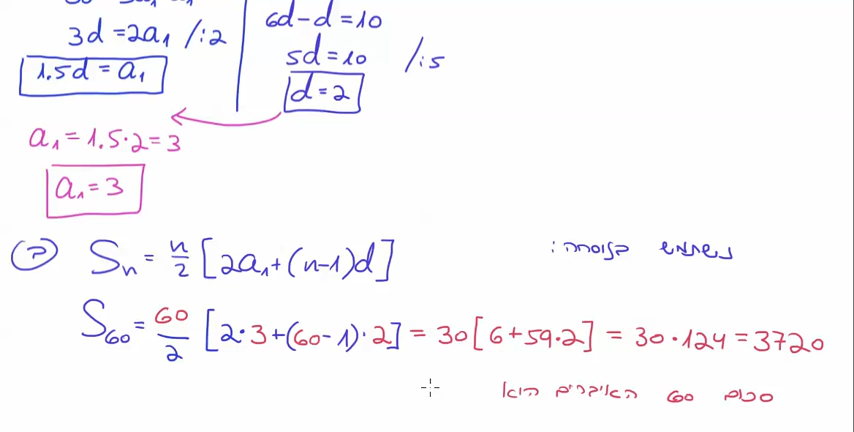 3d = 2a₁ /:2
1.5d = a₁
6d - d = 10
5d = 10 /:5
d = 2
a₁ = 1.5·2 = 3
a₁ = 3
נשתמש בנוסחה:
Sₙ = n/2 [2a₁ + (n-1)d]
S₆₀ = 60/2 [2·3 + (60-1)·2] = 30[6 + 59·2] = 30·124 = 3720
סכום 60 האיברים הוא